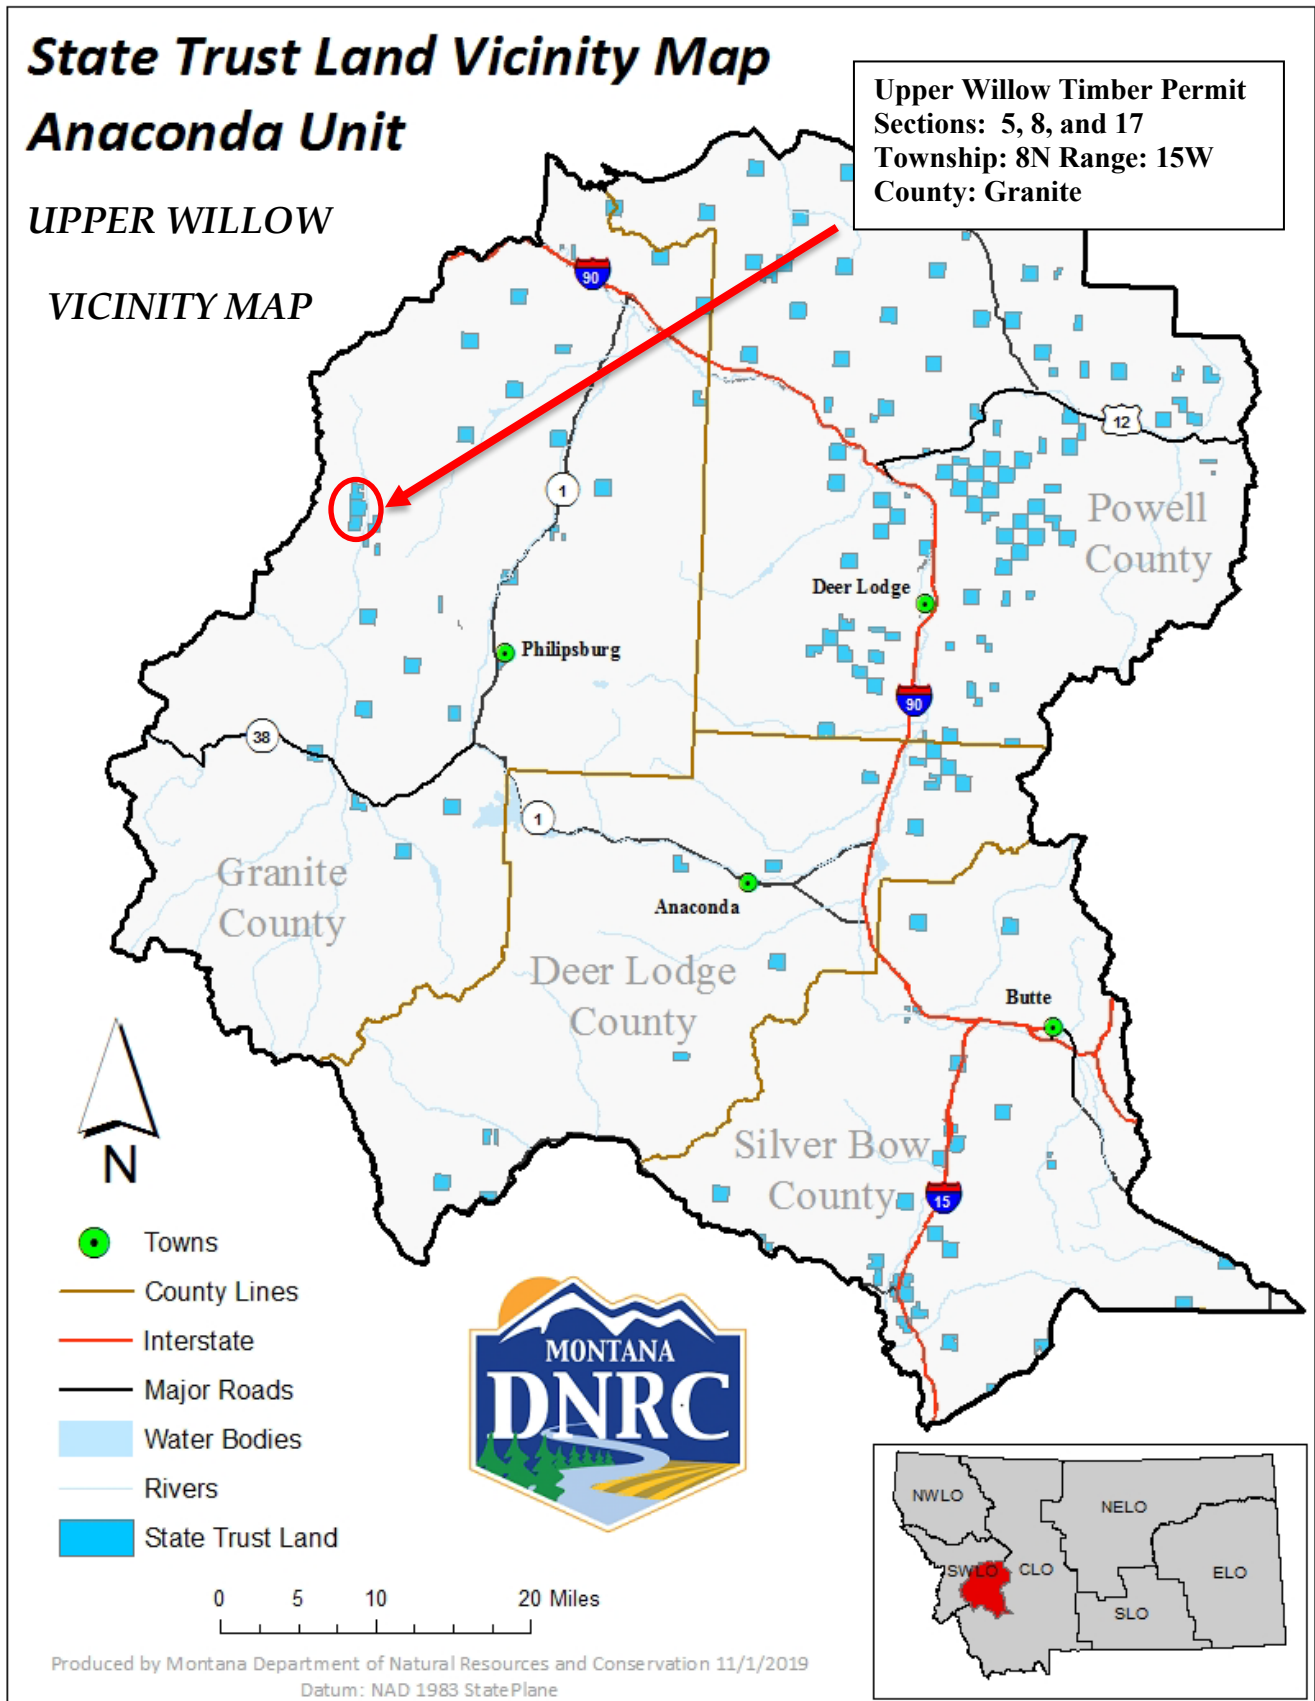 State Trust Land Vicinity Map
Anaconda Unit
UPPER WILLOW
VICINITY MAP
Upper Willow Timber Permit
Sections: 5, 8, and 17
Township: 8N Range: 15W
County: Granite
90
12
1
Powell
County
Deer Lodge
Philipsburg
90
38
1
Granite
County
Anaconda
Deer Lodge
County
Butte
Silver Bow
County
15
N
Towns
County Lines
Interstate
Major Roads
Water Bodies
Rivers
State Trust Land
MONTANA
DNRC
0 5 10 20 Miles
NWLO
NELO
SWLO
CLO
ELO
SLO
Produced by Montana Department of Natural Resources and Conservation 11/1/2019
Datum: NAD 1983 StatePlane